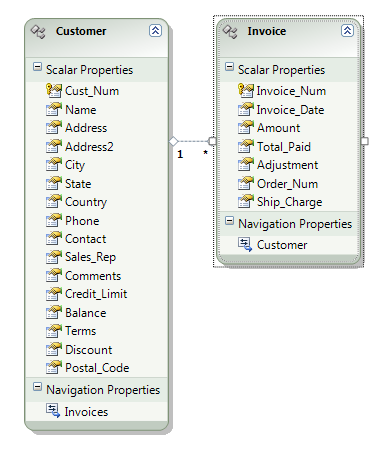 Customer
Scalar Properties
Cust_Num
Name
Address
Address2
City
State
Country
Phone
Contact
Sales_Rep
Comments
Credit_Limit
Balance
Terms
Discount
Postal_Code
Navigation Properties
Invoices
1
*
Invoice
Scalar Properties
Invoice_Num
Invoice_Date
Amount
Total_Paid
Adjustment
Order_Num
Ship_Charge
Navigation Properties
Customer